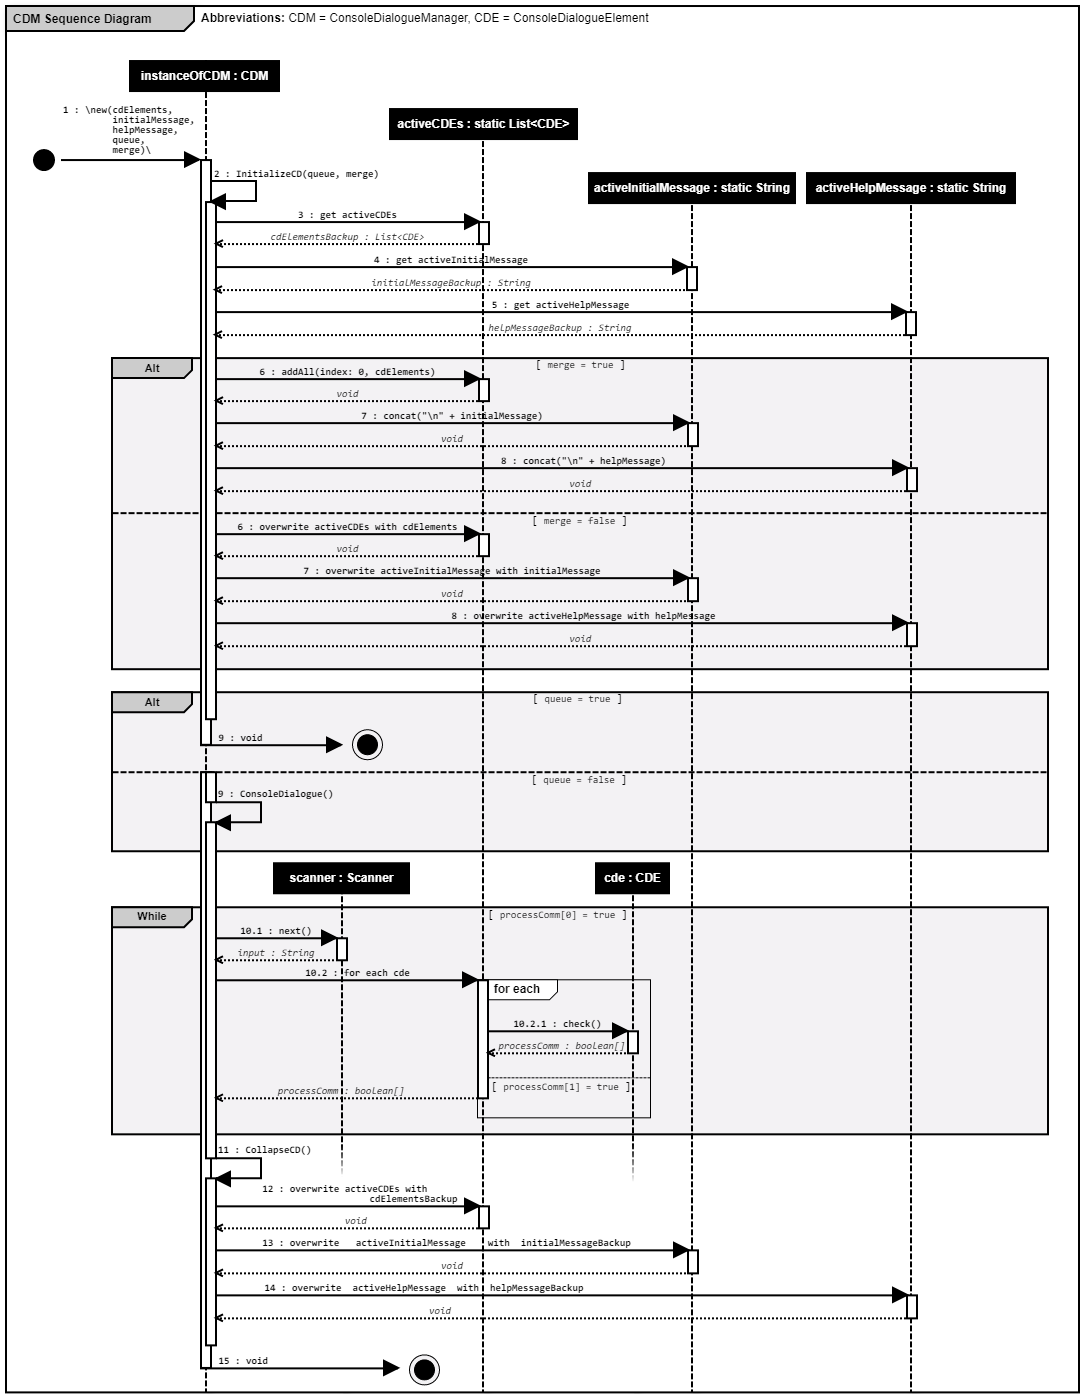 CDM Sequence Diagram
Abbreviations: CDM = ConsoleDialogueManager, CDE = ConsoleDialogueElement
instanceOfCDM : CDM
1 : \new(cdElements,
initialMessage,
helpMessage,
queue,
merge)\
activeCDEs : static List<CDE>
2 : InitializeCD(queue, merge)
activeInitialMessage : static String
activeHelpMessage : static String
3 : get activeCDEs
cdElementsBackup : List<CDE>
4 : get activeInitialMessage
initialMessageBackup : String
5 : get activeHelpMessage
helpMessageBackup : String
Alt
[ merge = true ]
6 : addAll(index: 0, cdElements)
void
7 : concat("\n" + initialMessage)
void
8 : concat("\n" + helpMessage)
void
[ merge = false ]
6 : overwrite activeCDEs with cdElements
void
7 : overwrite activeInitialMessage with initialMessage
void
8 : overwrite activeHelpMessage with helpMessage
void
Alt
[ queue = true ]
9 : void
[ queue = false ]
9 : ConsoleDialogue()
scanner : Scanner
cde : CDE
While
[ processComm[0] = true ]
10.1 : next()
input : String
10.2 : for each cde
for each
10.2.1 : check()
processComm : boolean[]
[ processComm[1] = true ]
processComm : boolean[]
11 : CollapseCD()
12 : overwrite activeCDEs with
cdElementsBackup
void
13 : overwrite activeInitialMessage with initialMessageBackup
void
14 : overwrite activeHelpMessage with helpMessageBackup
void
15 : void